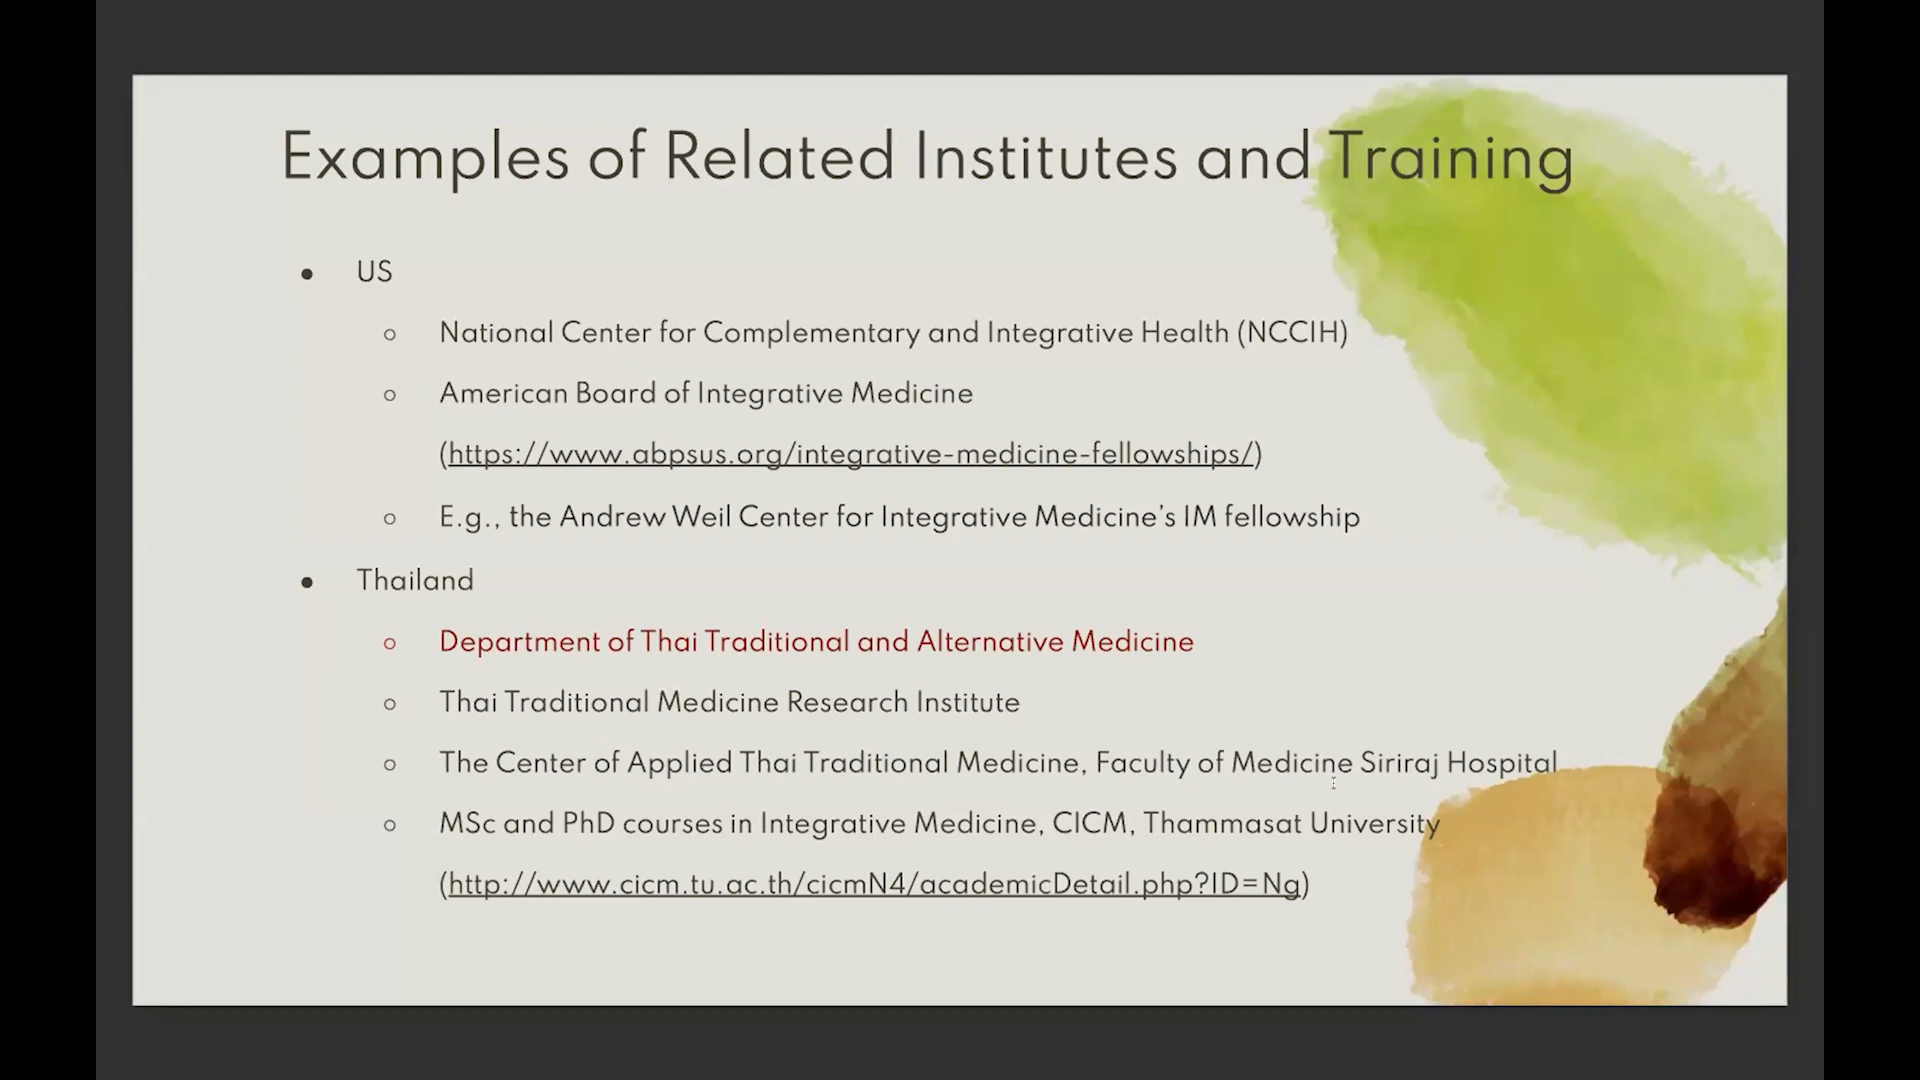 Examples of Related Institutes and Training
● US
○ National Center for Complementary and Integrative Health (NCCIH)
○ American Board of Integrative Medicine
(https://www.abpsus.org/integrative-medicine-fellowships/)
○ E.g., the Andrew Weil Center for Integrative Medicine’s IM fellowship
● Thailand
○ Department of Thai Traditional and Alternative Medicine
○ Thai Traditional Medicine Research Institute
○ The Center of Applied Thai Traditional Medicine, Faculty of Medicine Siriraj Hospital
○ MSc and PhD courses in Integrative Medicine, CICM, Thammasat University
(http://www.cicm.tu.ac.th/cicmN4/academicDetail.php?ID=Ng)